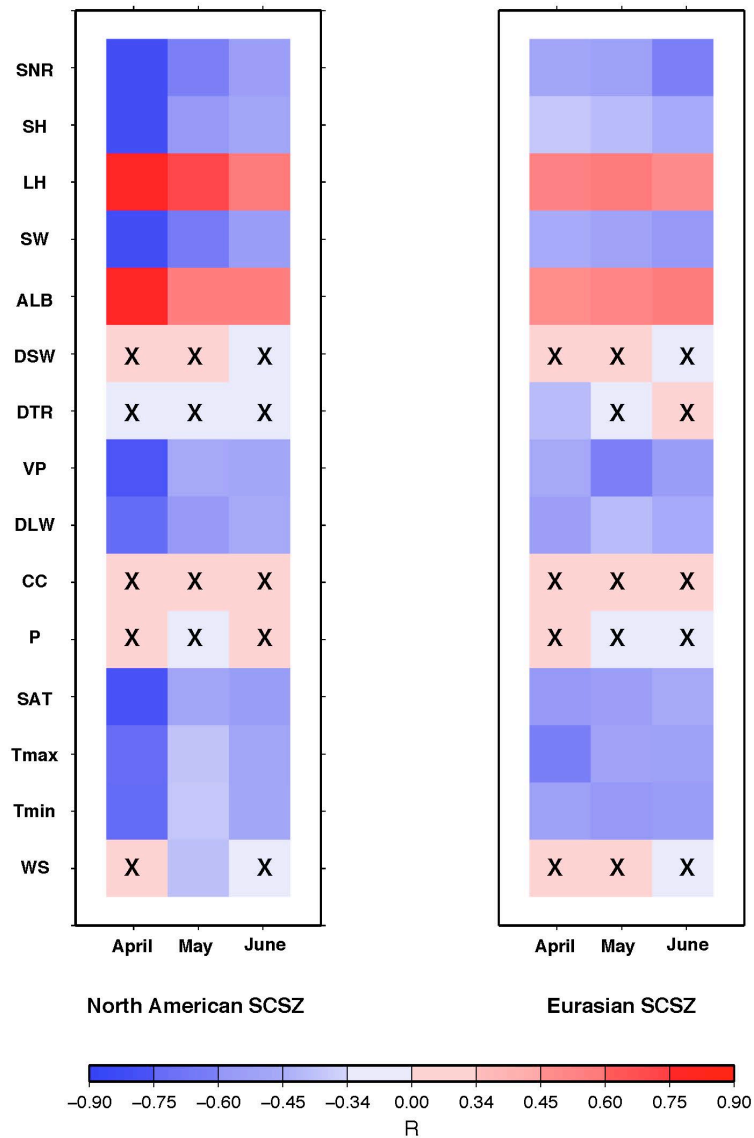 SNR
SH
LH
SW
ALB
DSW X X X X X X
DTR X X X X X
VP
DLW
CC X X X X X X
P X X X X X X
SAT
Tmax
Tmin
WS X X X X X
April May June April May June
North American SCSZ Eurasian SCSZ
−0.90 −0.75 −0.60 −0.45 −0.34 0.00 0.34 0.45 0.60 0.75 0.90
R